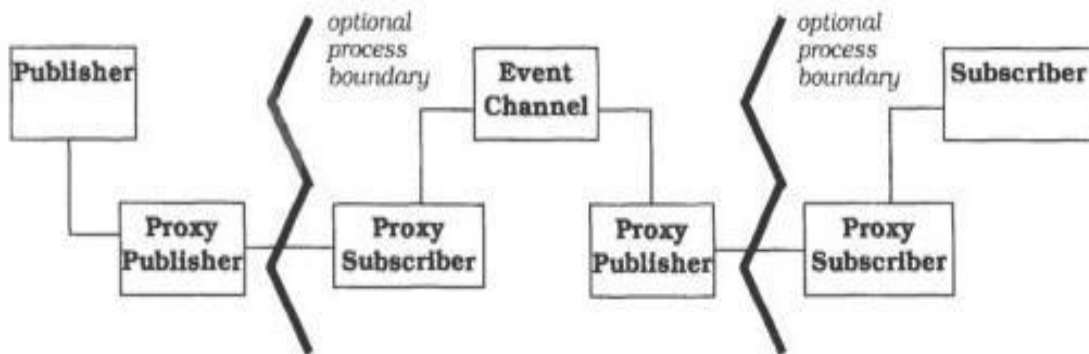 optional
process
boundary
optional
process
boundary
Publisher
Event
Channel
Subscriber
Proxy
Publisher
Proxy
Subscriber
Proxy
Publisher
Proxy
Subscriber